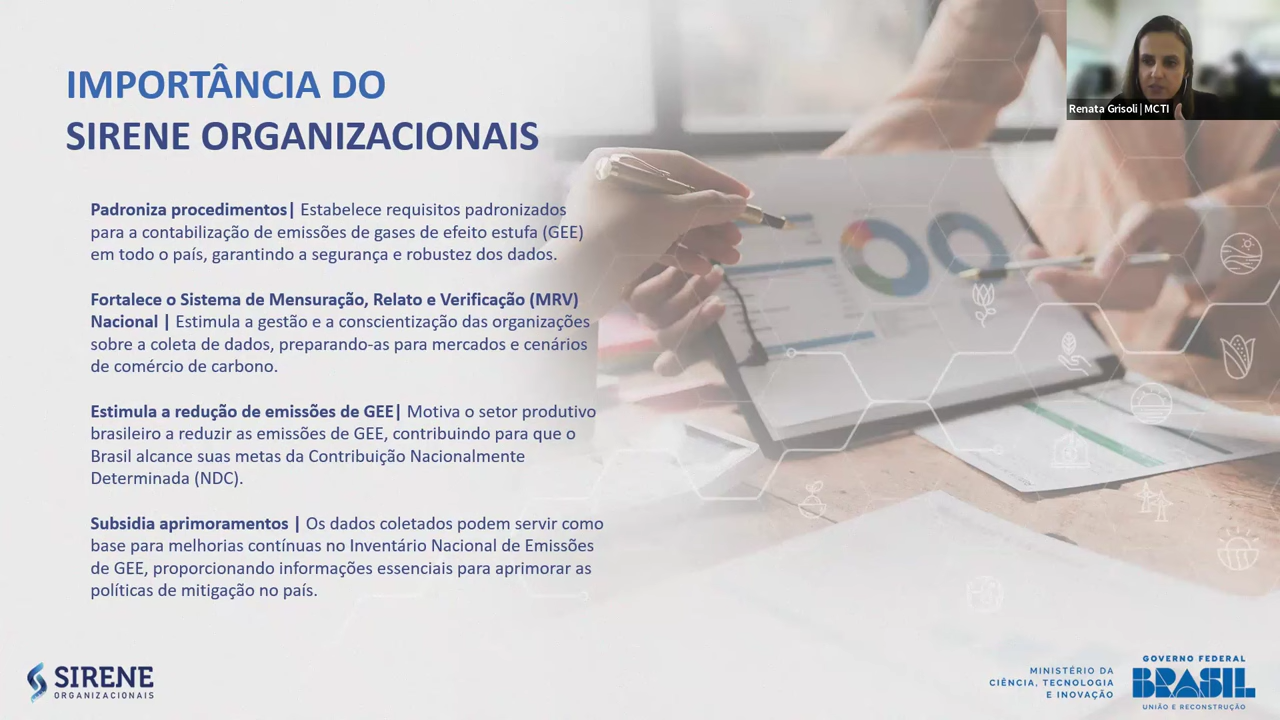 IMPORTÂNCIA DO
SIRENE ORGANIZACIONAIS
Renata Grisoli | MCTI
Padroniza procedimentos| Estabelece requisitos padronizados
para a contabilização de emissões de gases de efeito estufa (GEE)
em todo o país, garantindo a segurança e robustez dos dados.
Fortalece o Sistema de Mensuração, Relato e Verificação (MRV)
Nacional | Estimula a gestão e a conscientização das organizações
sobre a coleta de dados, preparando-as para mercados e cenários
de comércio de carbono.
Estimula a redução de emissões de GEE| Motiva o setor produtivo
brasileiro a reduzir as emissões de GEE, contribuindo para que o
Brasil alcance suas metas da Contribuição Nacionalmente
Determinada (NDC).
Subsidia aprimoramentos | Os dados coletados podem servir como
base para melhorias contínuas no Inventário Nacional de Emissões
de GEE, proporcionando informações essenciais para aprimorar as
políticas de mitigação no país.
SIRENE
ORGANIZACIONAIS
MINISTÉRIO DA
CIÊNCIA, TECNOLOGIA
E INOVAÇÃO
GOVERNO FEDERAL
BRASIL
UNIÃO E RECONSTRUÇÃO